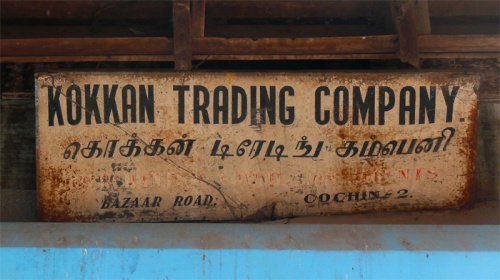 KOKKAN TRADING COMPANY.
கொக்கன் டிரேடிங் கம்பெனி
BAZAAR ROAD. COCHIN-2.